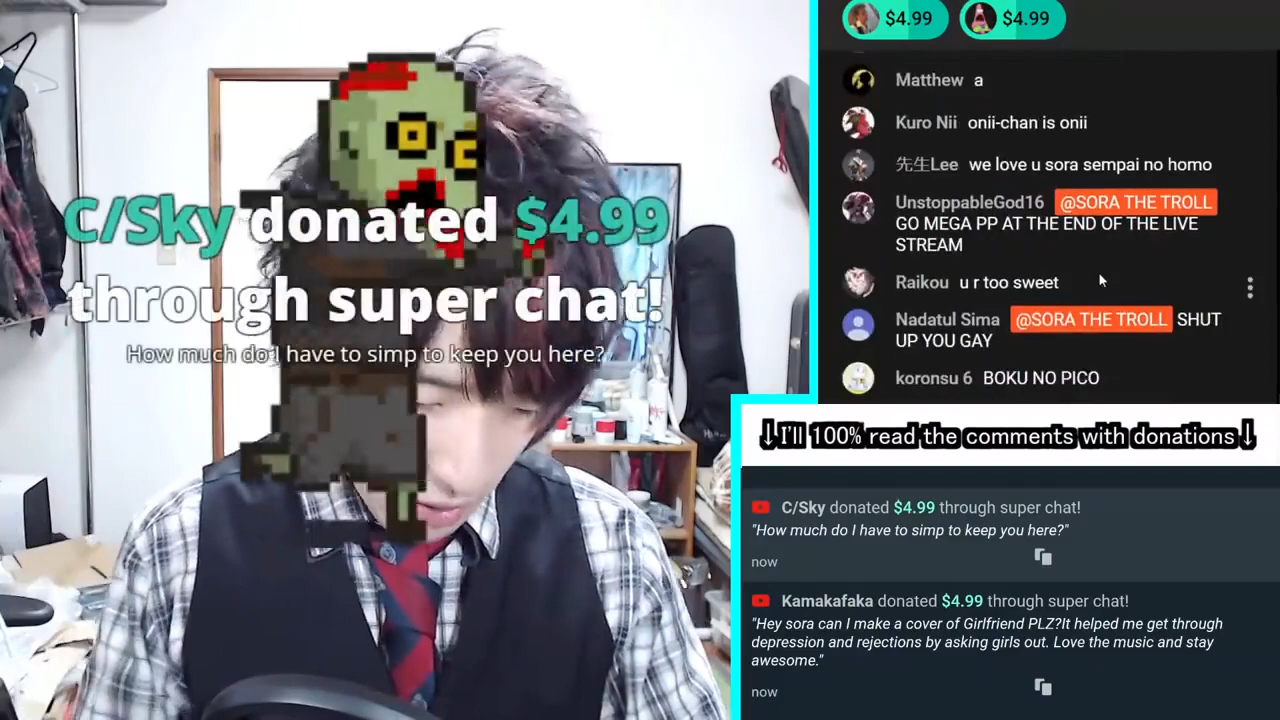 C/Sky donated $4.99
through super chat!
How much do I have to simp to keep you here?
$4.99 $4.99
Matthew a
Kuro Nii onii-chan is onii
先生Lee we love u sora sempai no homo
UnstoppableGod16 @SORA THE TROLL
GO MEGA PP AT THE END OF THE LIVE
STREAM
Raikou u r too sweet
Nadatul Sima @SORA THE TROLL SHUT
UP YOU GAY
koronsu 6 BOKU NO PICO
↓I'll 100% read the comments with donations↓
C/Sky donated $4.99 through super chat!
"How much do I have to simp to keep you here?"
now
Kamakafaka donated $4.99 through super chat!
"Hey sora can I make a cover of Girlfriend PLZ?It helped me get through
depression and rejections by asking girls out. Love the music and stay
awesome."
now